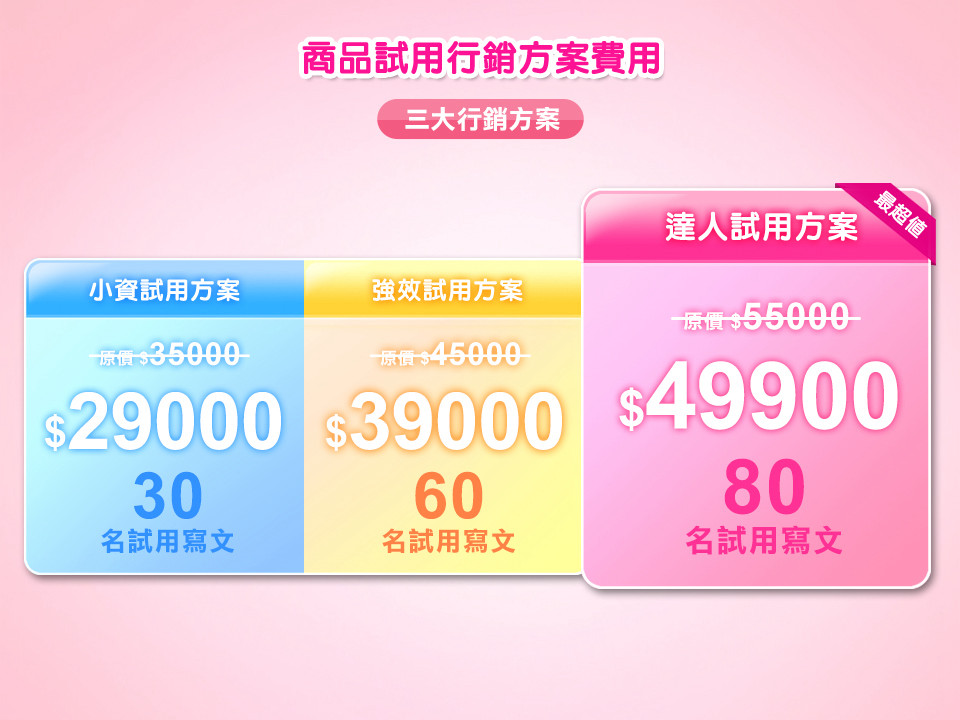 商品試用行銷方案費用
三大行銷方案
小資試用方案
原價 $35000
$29000
30
名試用寫文
強效試用方案
原價 $45000
$39000
60
名試用寫文
最超值
達人試用方案
原價 $55000
$49900
80
名試用寫文